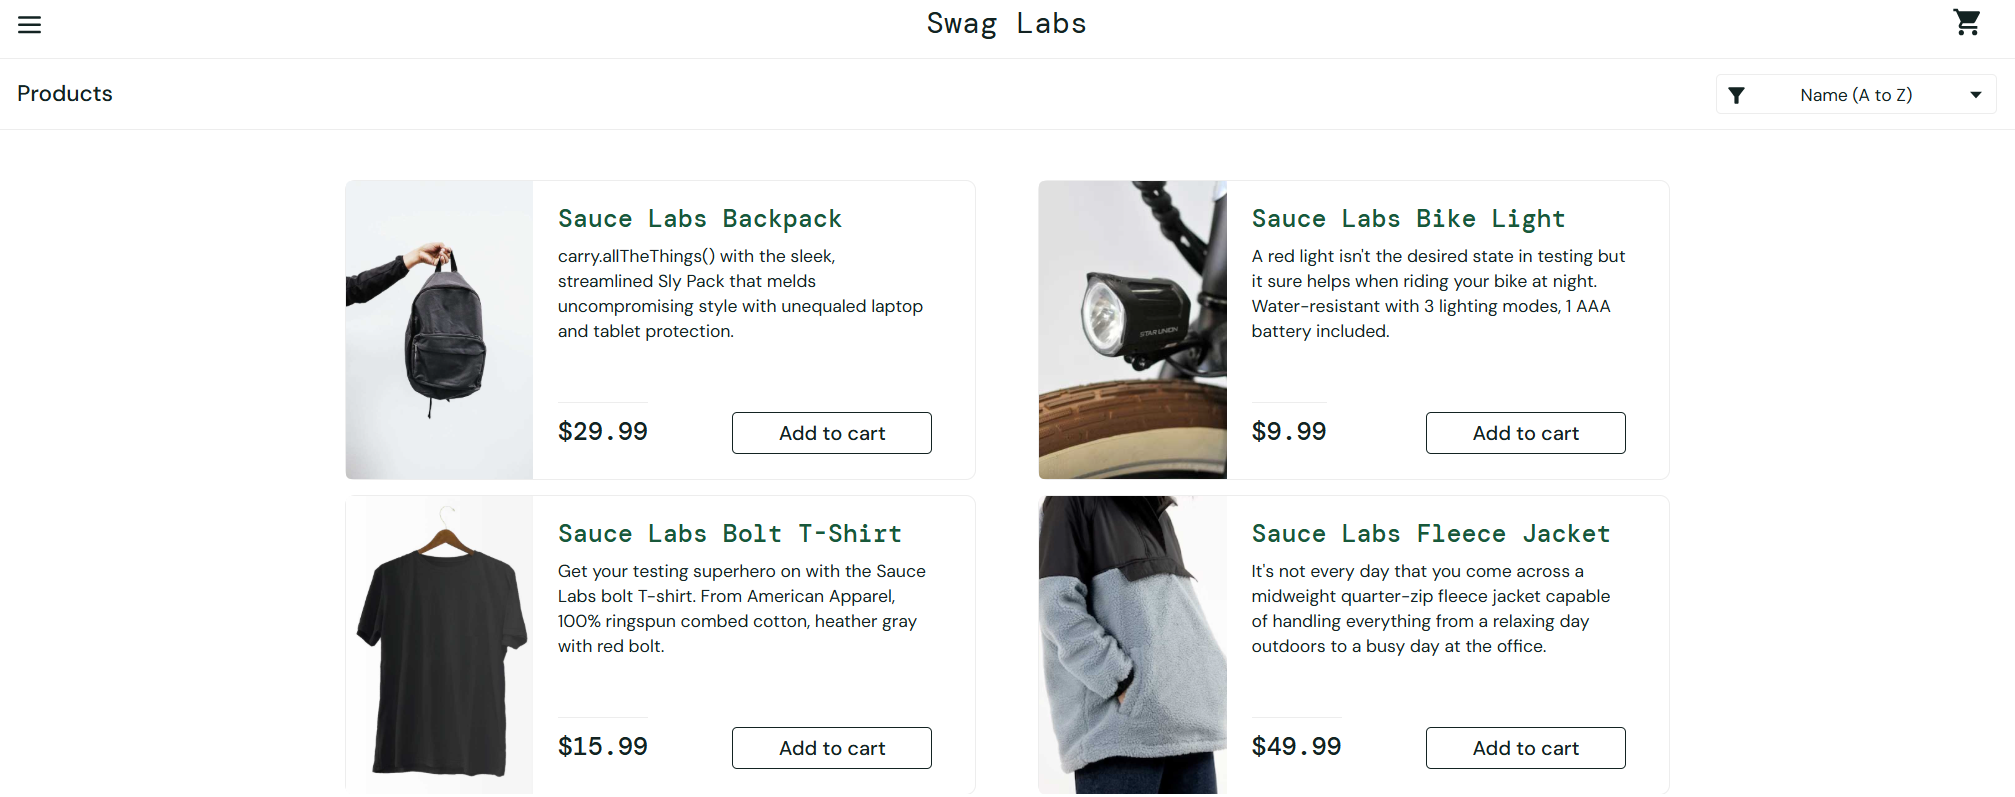 Swag Labs
Products
Name (A to Z)
Sauce Labs Backpack
carry.allTheThings() with the sleek,
streamlined Sly Pack that melds
uncompromising style with unequaled laptop
and tablet protection.
$29.99
Add to cart
Sauce Labs Bike Light
A red light isn't the desired state in testing but
it sure helps when riding your bike at night.
Water-resistant with 3 lighting modes, 1 AAA
battery included.
STAR UNION
$9.99
Add to cart
Sauce Labs Bolt T-Shirt
Get your testing superhero on with the Sauce
Labs bolt T-shirt. From American Apparel,
100% ringspun combed cotton, heather gray
with red bolt.
$15.99
Add to cart
Sauce Labs Fleece Jacket
It's not every day that you come across a
midweight quarter-zip fleece jacket capable
of handling everything from a relaxing day
outdoors to a busy day at the office.
$49.99
Add to cart